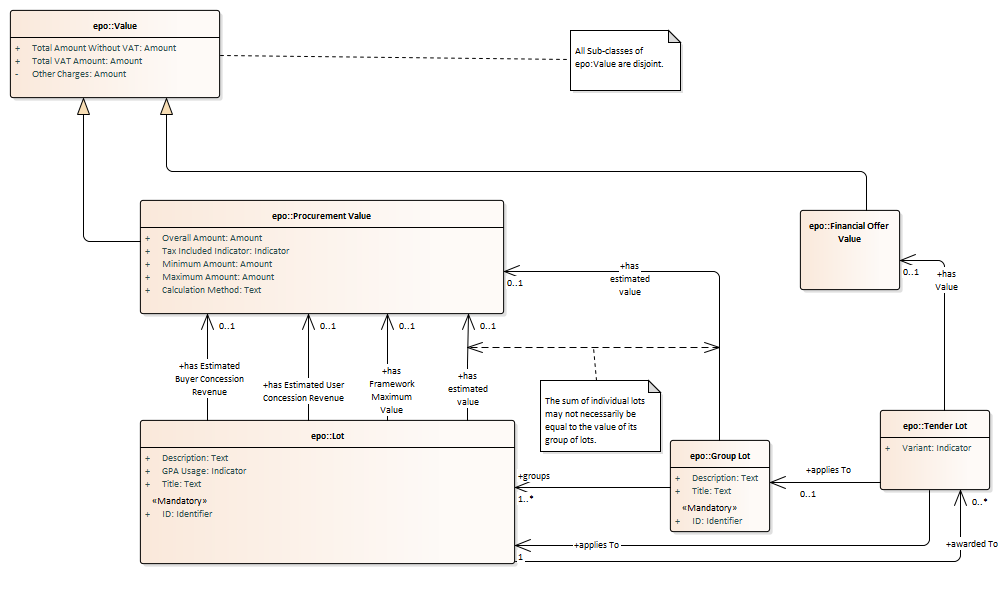 epo::Value
+ Total Amount Without VAT: Amount
+ Total VAT Amount: Amount
- Other Charges: Amount
All Sub-classes of
epo:Value are disjoint.
epo::Procurement Value
+ Overall Amount: Amount
+ Tax Included Indicator: Indicator
+ Minimum Amount: Amount
+ Maximum Amount: Amount
+ Calculation Method: Text
epo::Financial Offer
Value
+has
estimated
value
0..1
0..1
+has
Value
0..1
0..1
0..1
0..1
+has Estimated
Buyer Concession
Revenue
+has Estimated User
Concession Revenue
+has
Framework
Maximum
Value
+has
estimated
value
The sum of individual lots
may not necessarily be
equal to the value of its
group of lots.
epo::Lot
+ Description: Text
+ GPA Usage: Indicator
+ Title: Text
«Mandatory»
+ ID: Identifier
+groups
1..*
epo::Group Lot
+ Description: Text
+ Title: Text
«Mandatory»
+ ID: Identifier
+applies To
0..1
epo::Tender Lot
+ Variant: Indicator
0..*
+applies To
1
+awarded To